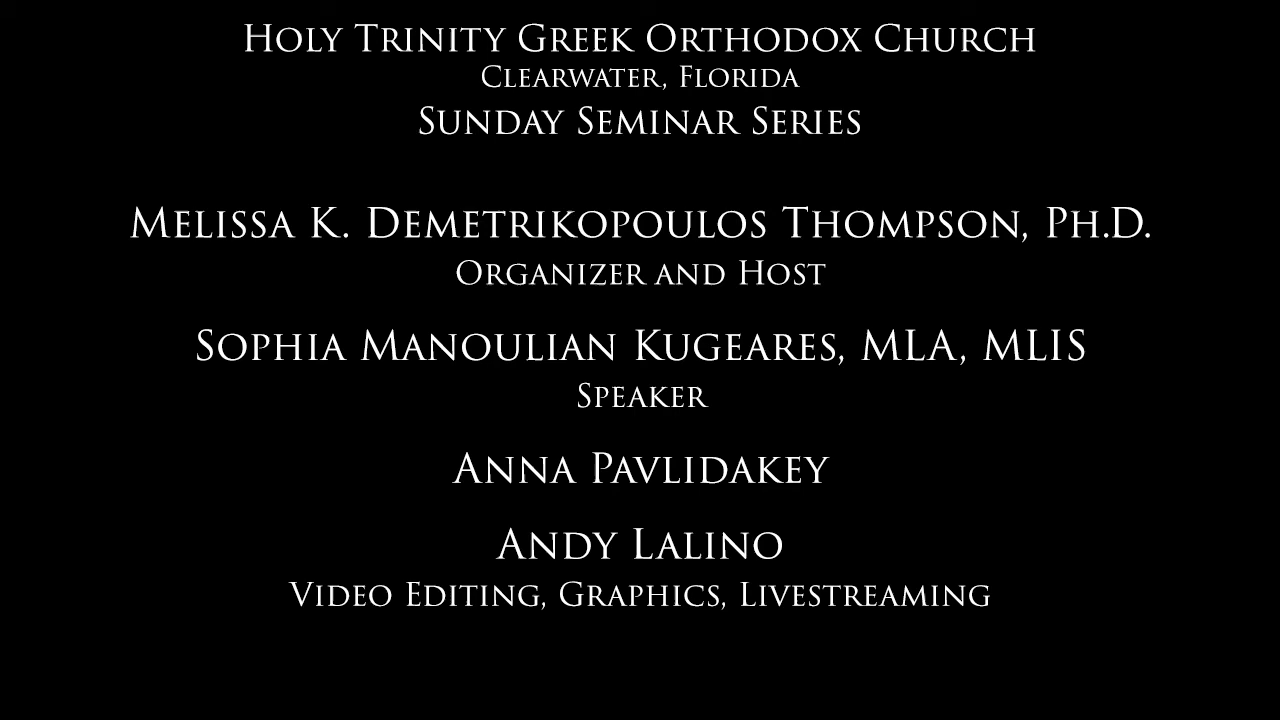 Holy Trinity Greek Orthodox Church
Clearwater, Florida
Sunday Seminar Series
Melissa K. Demetrikopoulos Thompson, Ph.D.
Organizer and Host
Sophia Manoulian Kugeares, MLA, MLIS
Speaker
Anna Pavlidakey
Andy Lalino
Video Editing, Graphics, Livestreaming